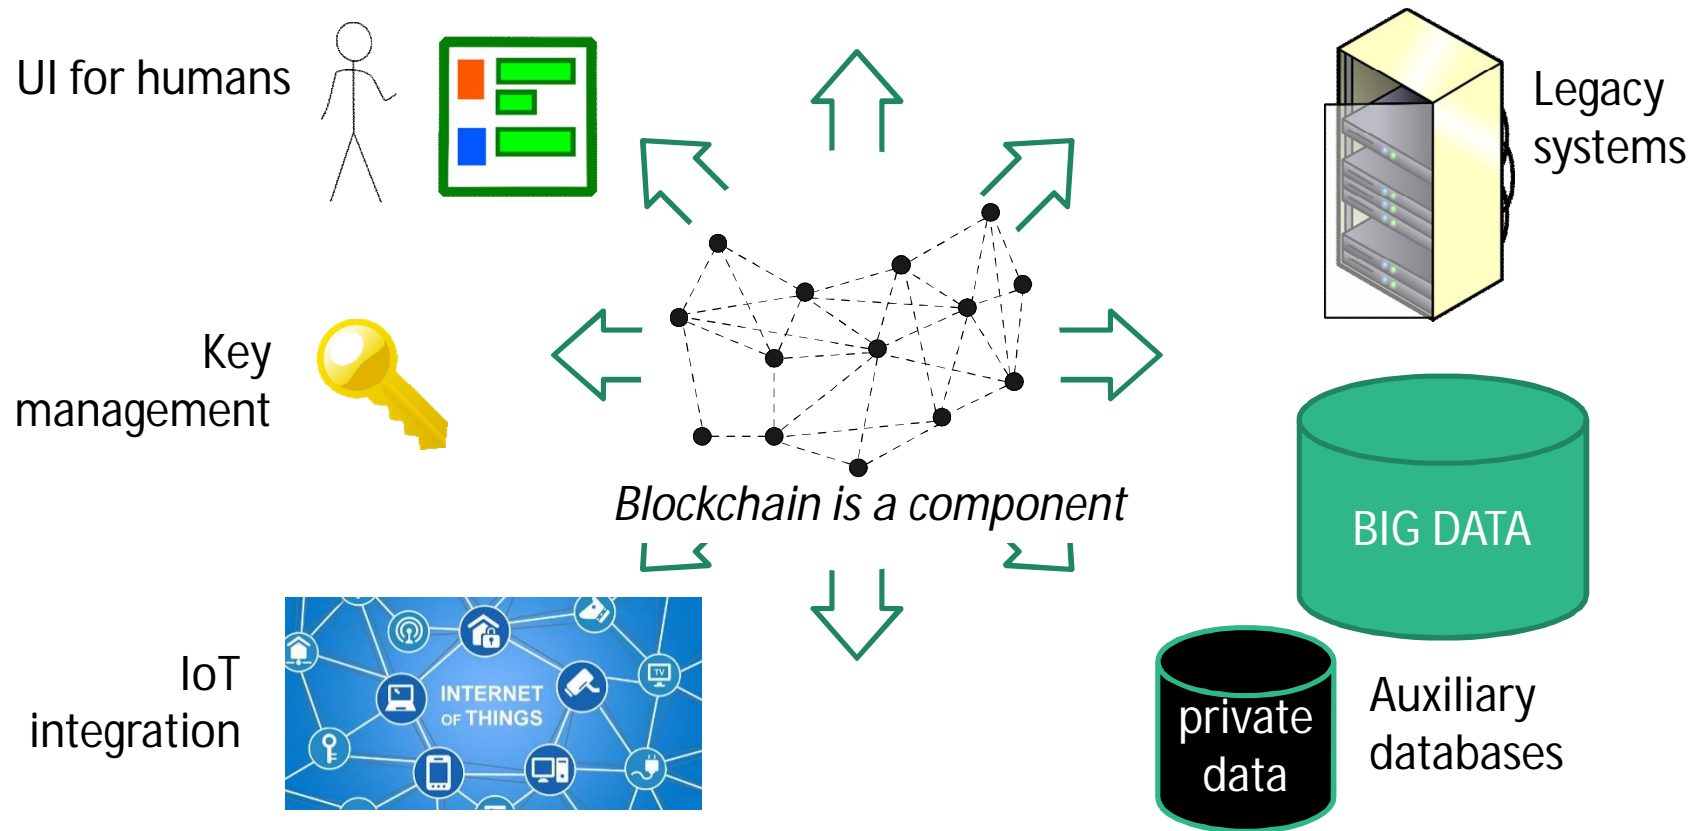 UI for humans
Legacy
systems
Key
management
Blockchain is a component
BIG DATA
IoT
integration
INTERNET
OF THINGS
TV
private
data
Auxiliary
databases